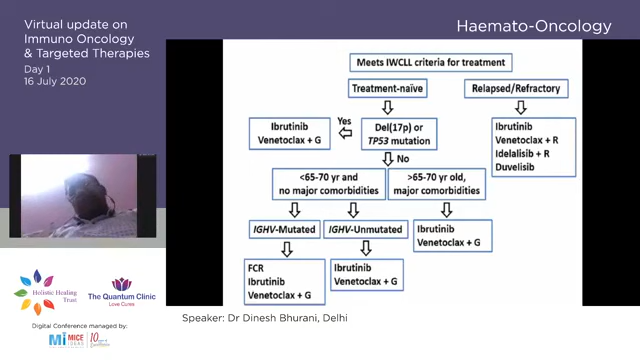 Virtual update on
Immuno Oncology
& Targeted Therapies
Day 1
16 July 2020
Haemato-Oncology
Meets IWCLL criteria for treatment
Treatment-naïve
Relapsed/Refractory
Yes
Ibrutinib
Venetoclax + G
Del(17p) or
TP53 mutation
Ibrutinib
Venetoclax + R
Idelalisib + R
Duvelisib
No
<65-70 yr and
no major comorbidities
>65-70 yr old,
major comorbidities
IGHV-Mutated
IGHV-Unmutated
Ibrutinib
Venetoclax + G
FCR
Ibrutinib
Venetoclax + G
Ibrutinib
Venetoclax + G
Holistic Healing
Trust
The Quantum Clinic
Love Cures
Digital Conference managed by:
Mi MICE
IDEAS
10
Speaker: Dr Dinesh Bhurani, Delhi